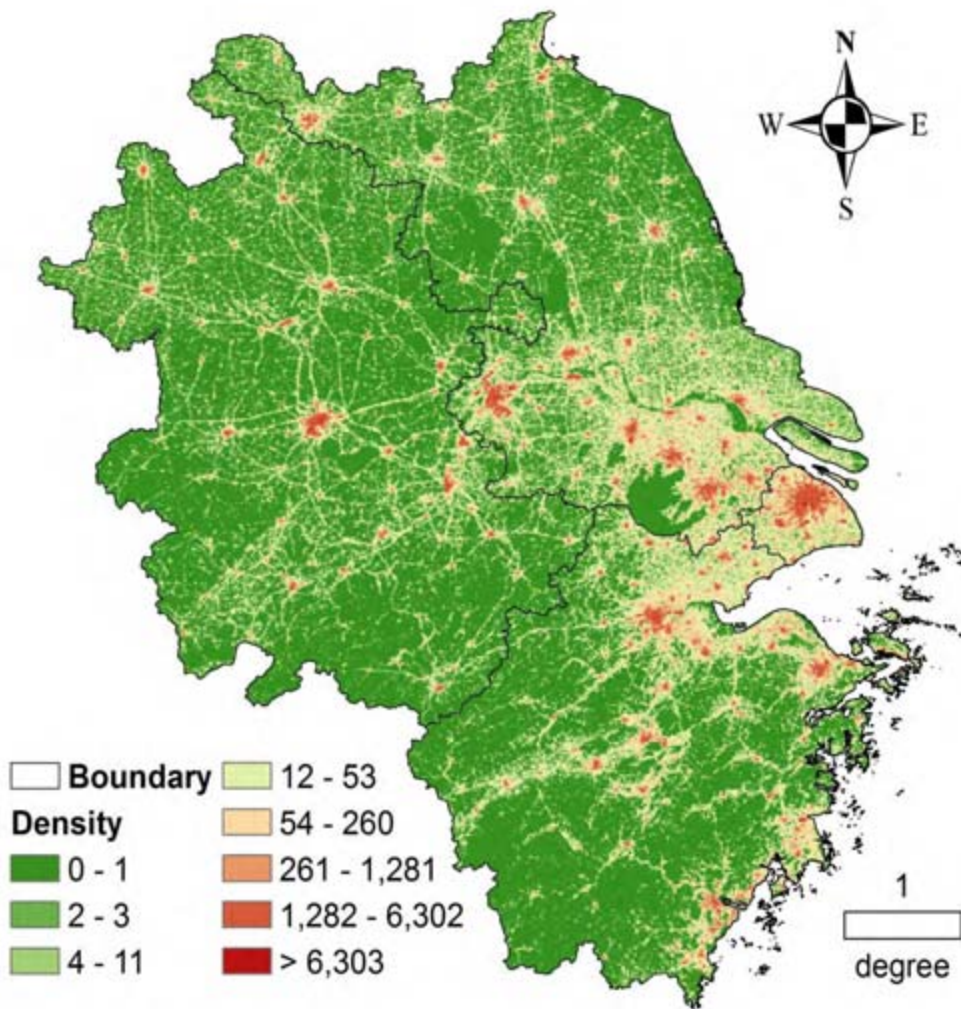 N
W E
S
Boundary
Density
0 - 1
2 - 3
4 - 11
12 - 53
54 - 260
261 - 1,281
1,282 - 6,302
> 6,303
1
degree